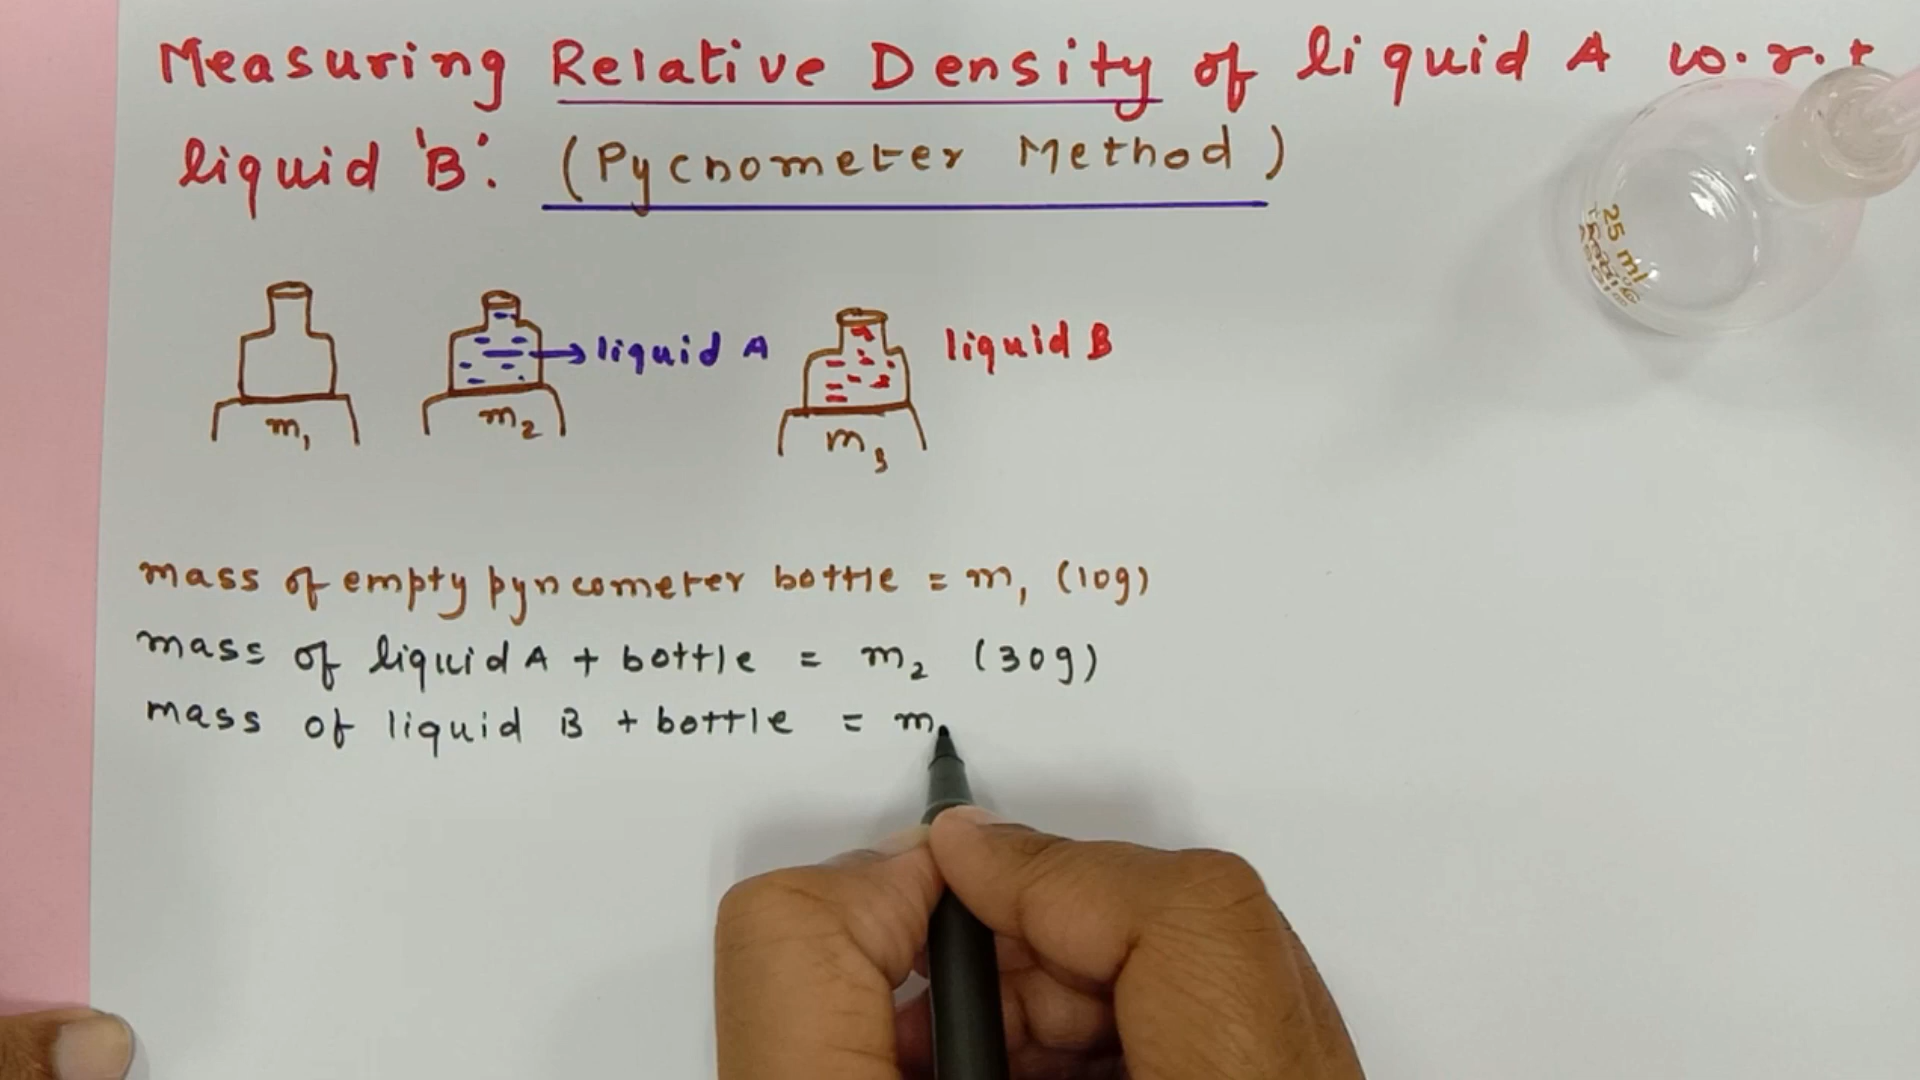 Measuring Relative Density of liquid A w.r.t
liquid 'B': (Pycnometer Method)
25 ml
liquid A
liquid B
m1
m2
m3
mass of empty pyncometer bottle = m1 (10g)
mass of liquid A + bottle = m2 (30g)
mass of liquid B + bottle = m